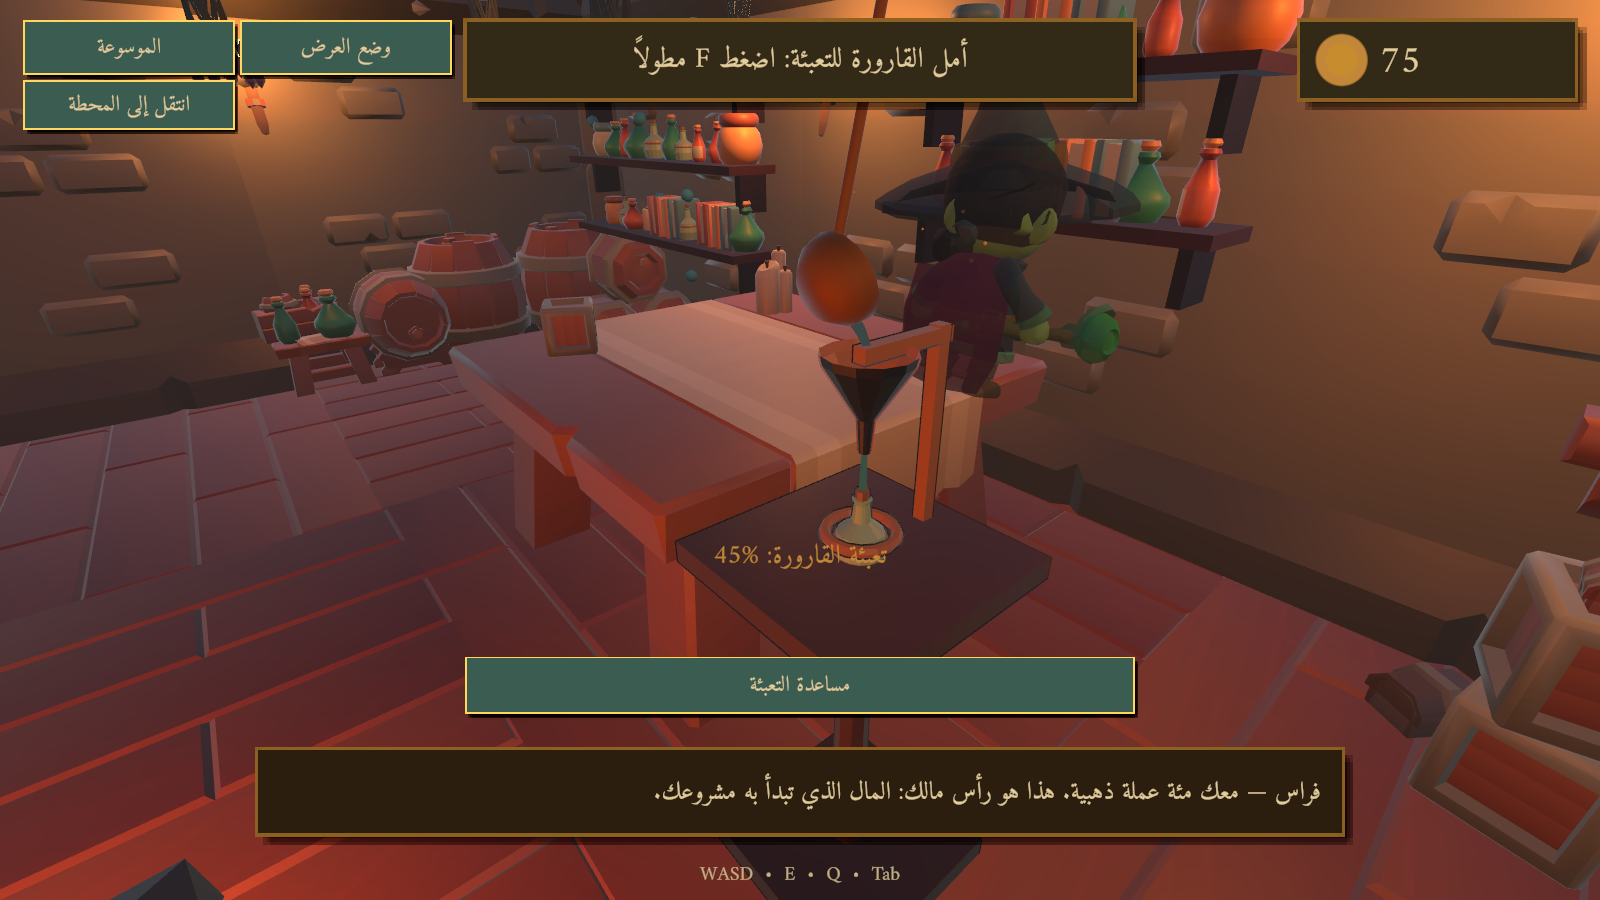 الموسوعة
وضع العرض
أمل القارورة للتعبئة: اضغط F مطولاً
75
انتقل إلى المحطة
تعبئة القارورة: 45%
مساعدة التعبئة
فراس — معك مئة عملة ذهبية. هذا هو رأس مالك: المال الذي تبدأ به مشروعك.
WASD • E • Q • Tab